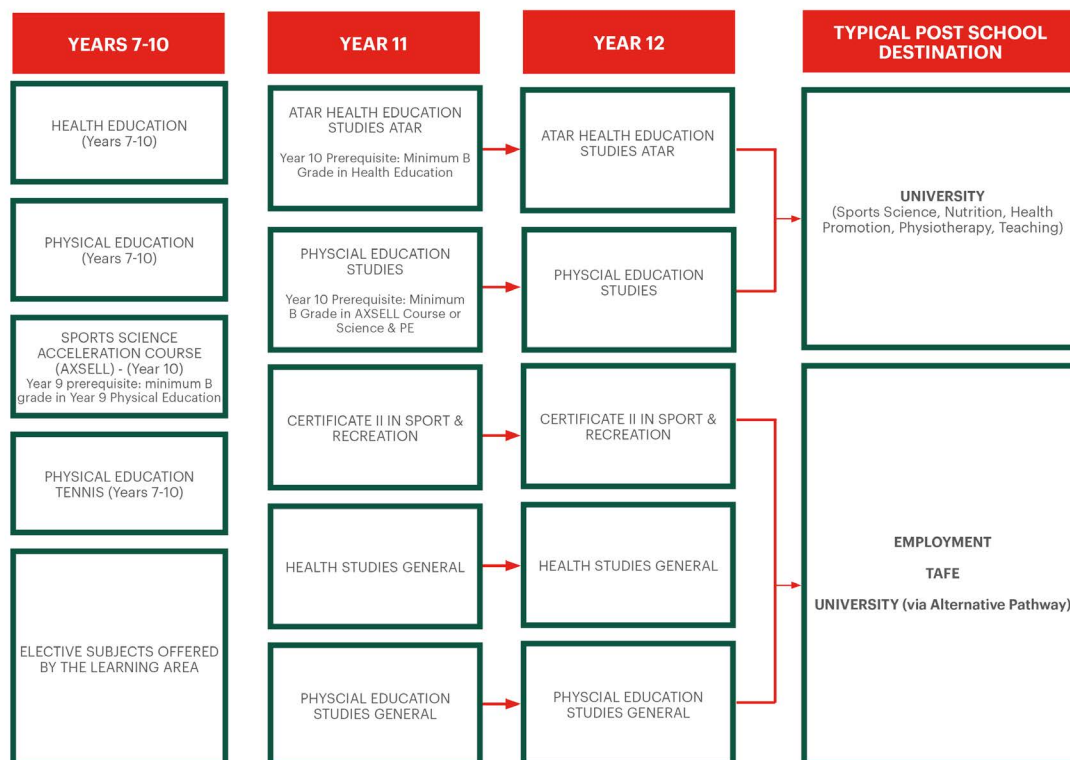 YEARS 7-10
HEALTH EDUCATION
(Years 7-10)
PHYSICAL EDUCATION
(Years 7-10)
SPORTS SCIENCE
ACCELERATION COURSE
(AXSELL) - (Year 10)
Year 9 prerequisite: minimum B
grade in Year 9 Physical Education
PHYSICAL EDUCATION
TENNIS (Years 7-10)
ELECTIVE SUBJECTS OFFERED
BY THE LEARNING AREA
YEAR 11
ATAR HEALTH EDUCATION
STUDIES ATAR
Year 10 Prerequisite: Minimum B
Grade in Health Education
PHYSCIAL EDUCATION
STUDIES
Year 10 Prerequisite: Minimum
B Grade in AXSELL Course or
Science & PE
CERTIFICATE II IN SPORT &
RECREATION
HEALTH STUDIES GENERAL
PHYSCIAL EDUCATION
STUDIES GENERAL
YEAR 12
ATAR HEALTH EDUCATION
STUDIES ATAR
PHYSCIAL EDUCATION
STUDIES
CERTIFICATE II IN SPORT &
RECREATION
HEALTH STUDIES GENERAL
PHYSCIAL EDUCATION
STUDIES GENERAL
TYPICAL POST SCHOOL
DESTINATION
UNIVERSITY
(Sports Science, Nutrition, Health
Promotion, Physiotherapy, Teaching)
EMPLOYMENT
TAFE
UNIVERSITY (via Alternative Pathway)